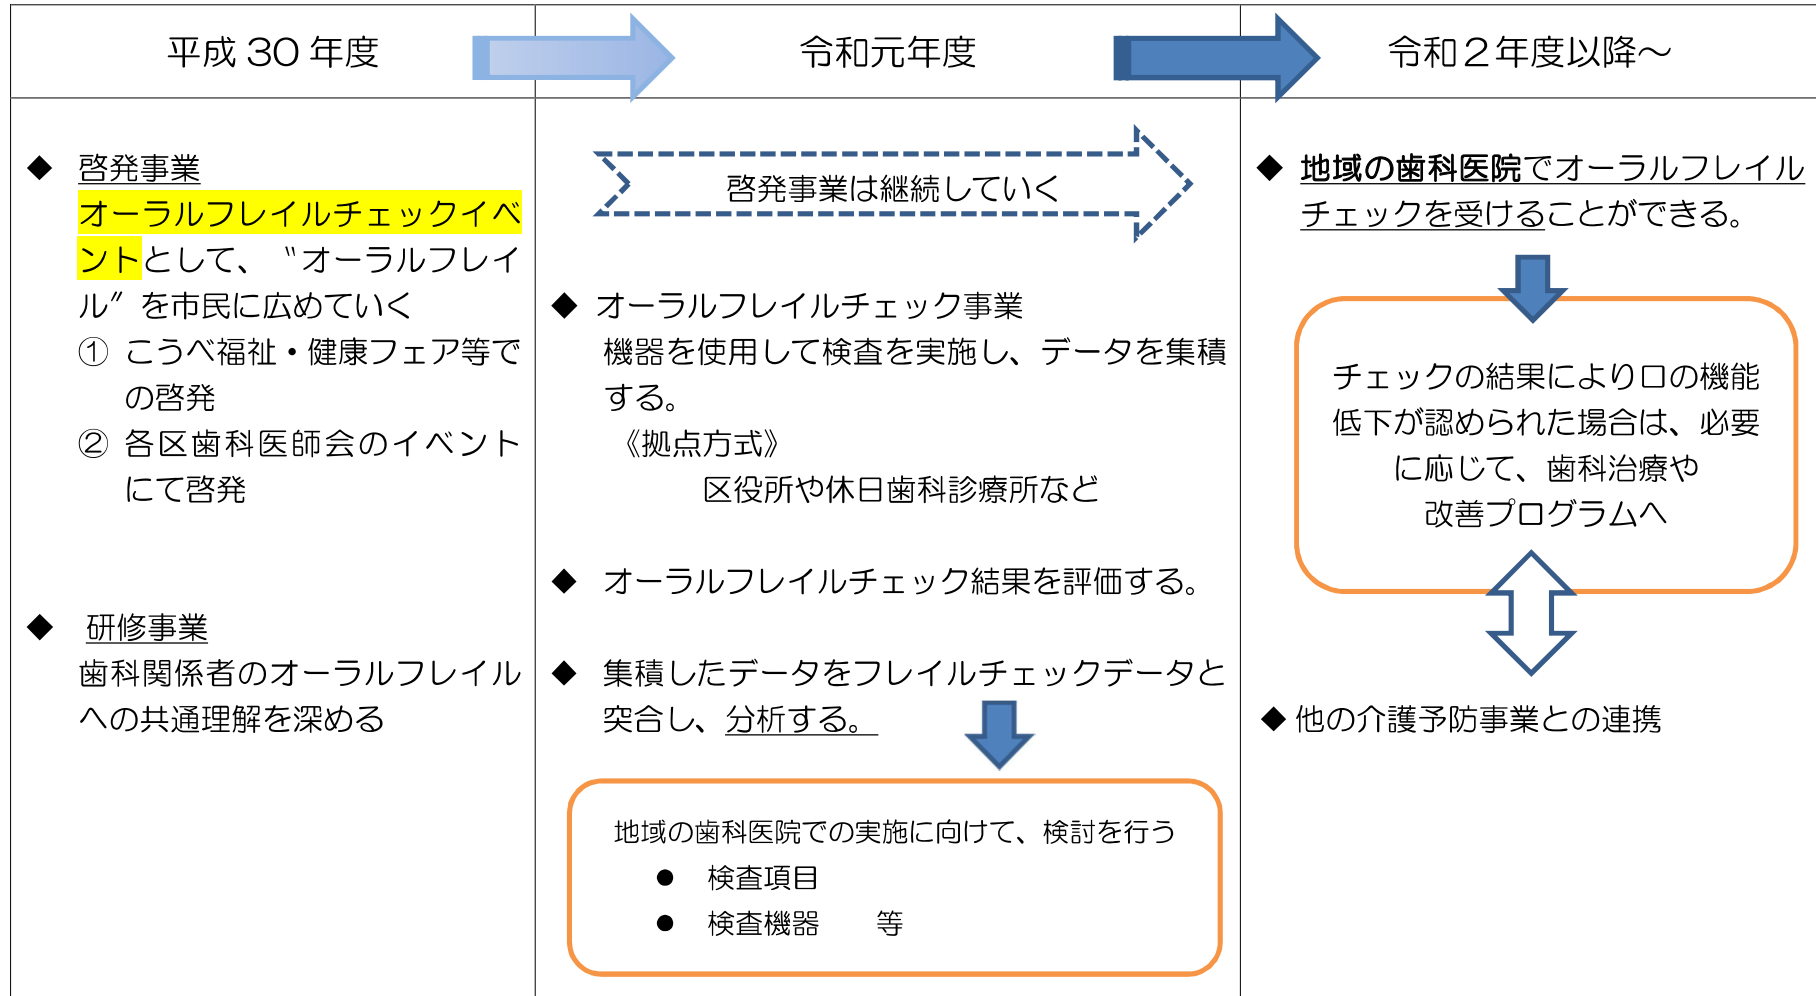 平成 30 年度
令和元年度
令和２年度以降～
◆ 啓発事業
オーラルフレイルチェックイベ
ントとして、〝オーラルフレイ
ル〟を市民に広めていく
① こうべ福祉・健康フェア等で
の啓発
② 各区歯科医師会のイベント
にて啓発
◆ 研修事業
歯科関係者のオーラルフレイル
への共通理解を深める
啓発事業は継続していく
◆ オーラルフレイルチェック事業
機器を使用して検査を実施し、データを集積
する。
《拠点方式》
区役所や休日歯科診療所など
◆ オーラルフレイルチェック結果を評価する。
◆ 集積したデータをフレイルチェックデータと
突合し、分析する。
地域の歯科医院での実施に向けて、検討を行う
● 検査項目
● 検査機器　　等
◆ 地域の歯科医院でオーラルフレイル
チェックを受けることができる。
チェックの結果により口の機能
低下が認められた場合は、必要
に応じて、歯科治療や
改善プログラムへ
◆ 他の介護予防事業との連携